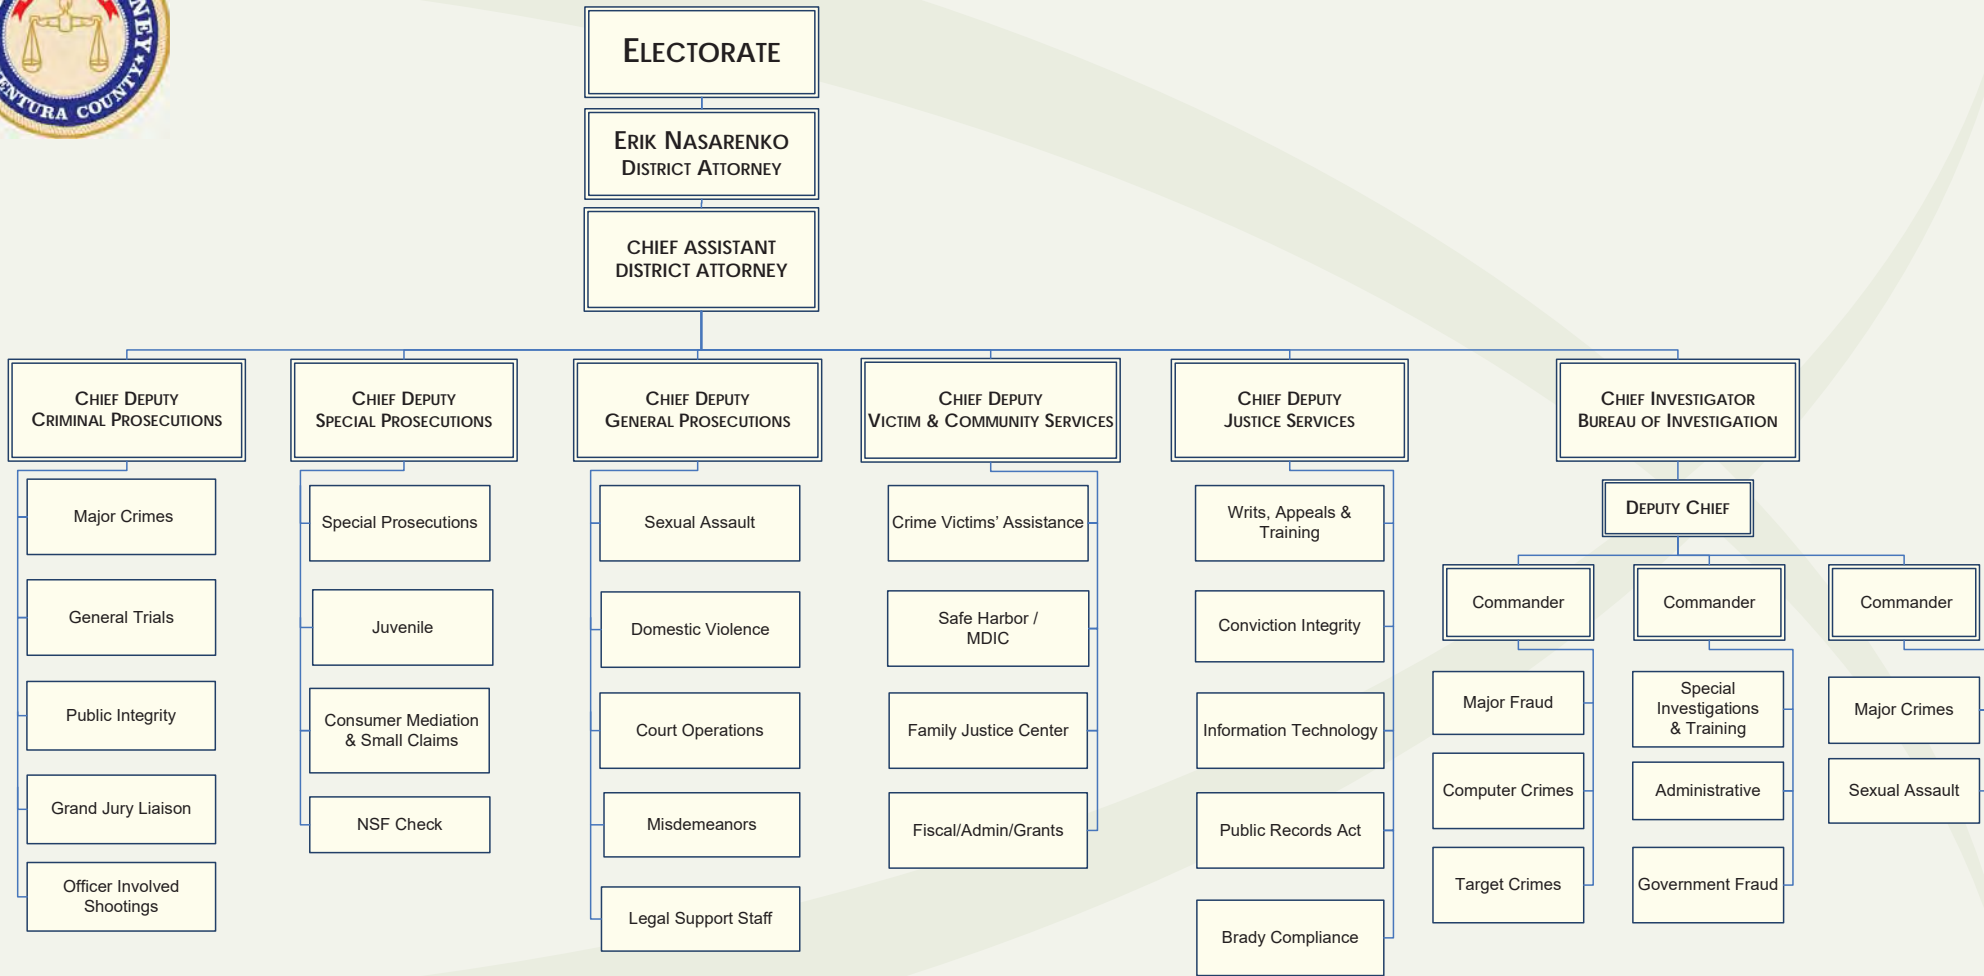 NEY★
VENTURA COUNTY
ELECTORATE
ERIK NASARENKO
DISTRICT ATTORNEY
CHIEF ASSISTANT
DISTRICT ATTORNEY
CHIEF DEPUTY
CRIMINAL PROSECUTIONS
Major Crimes
General Trials
Public Integrity
Grand Jury Liaison
Officer Involved
Shootings
CHIEF DEPUTY
SPECIAL PROSECUTIONS
Special Prosecutions
Juvenile
Consumer Mediation
& Small Claims
NSF Check
CHIEF DEPUTY
GENERAL PROSECUTIONS
Sexual Assault
Domestic Violence
Court Operations
Misdemeanors
Legal Support Staff
CHIEF DEPUTY
VICTIM & COMMUNITY SERVICES
Crime Victims’ Assistance
Safe Harbor /
MDIC
Family Justice Center
Fiscal/Admin/Grants
CHIEF DEPUTY
JUSTICE SERVICES
Writs, Appeals &
Training
Conviction Integrity
Information Technology
Public Records Act
Brady Compliance
CHIEF INVESTIGATOR
BUREAU OF INVESTIGATION
DEPUTY CHIEF
Commander
Major Fraud
Computer Crimes
Target Crimes
Commander
Special
Investigations
& Training
Administrative
Government Fraud
Commander
Major Crimes
Sexual Assault